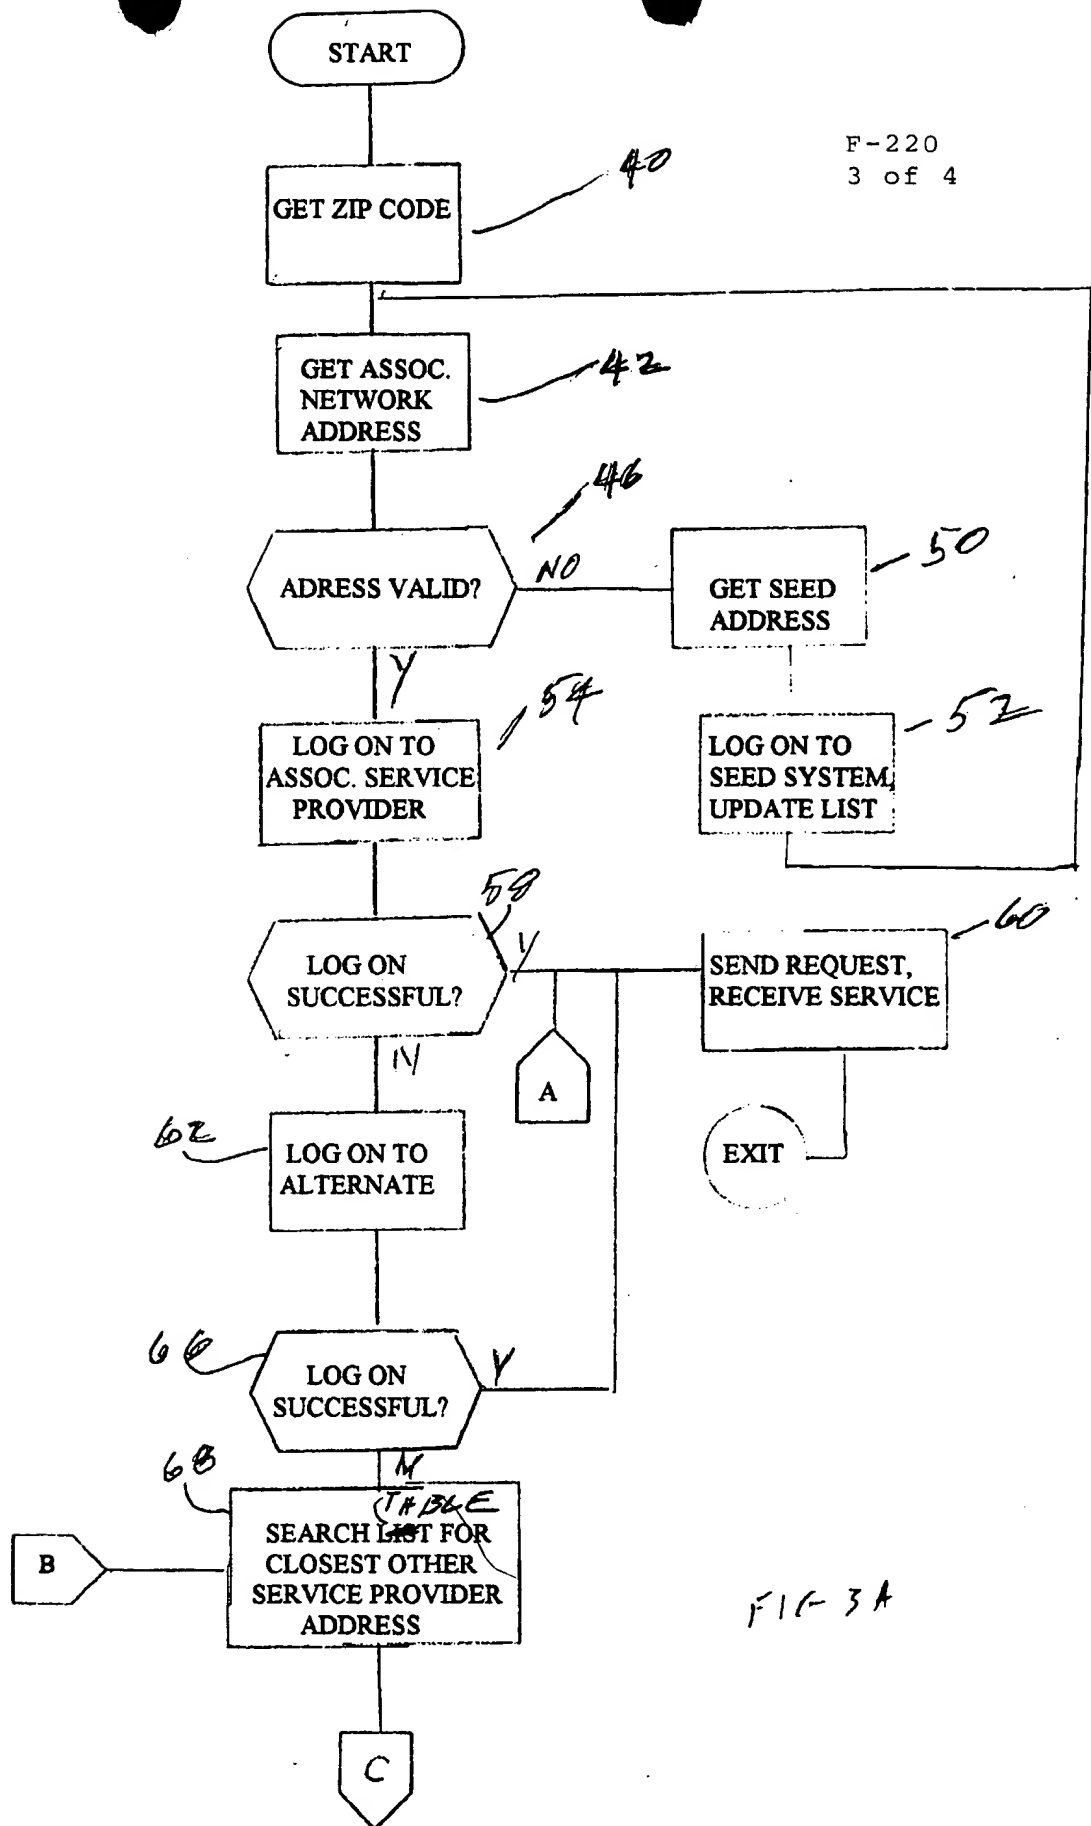 START
F-220
3 of 4
40
GET ZIP CODE
42
GET ASSOC.
NETWORK
ADDRESS
46
ADRESS VALID?
NO
50
GET SEED
ADDRESS
Y
54
LOG ON TO
ASSOC. SERVICE
PROVIDER
52
LOG ON TO
SEED SYSTEM,
UPDATE LIST
58
LOG ON
SUCCESSFUL?
Y
60
SEND REQUEST,
RECEIVE SERVICE
N
A
EXIT
62
LOG ON TO
ALTERNATE
66
LOG ON
SUCCESSFUL?
Y
N
68
TABLE
SEARCH LIST FOR
CLOSEST OTHER
SERVICE PROVIDER
ADDRESS
B
FIG 3A
C